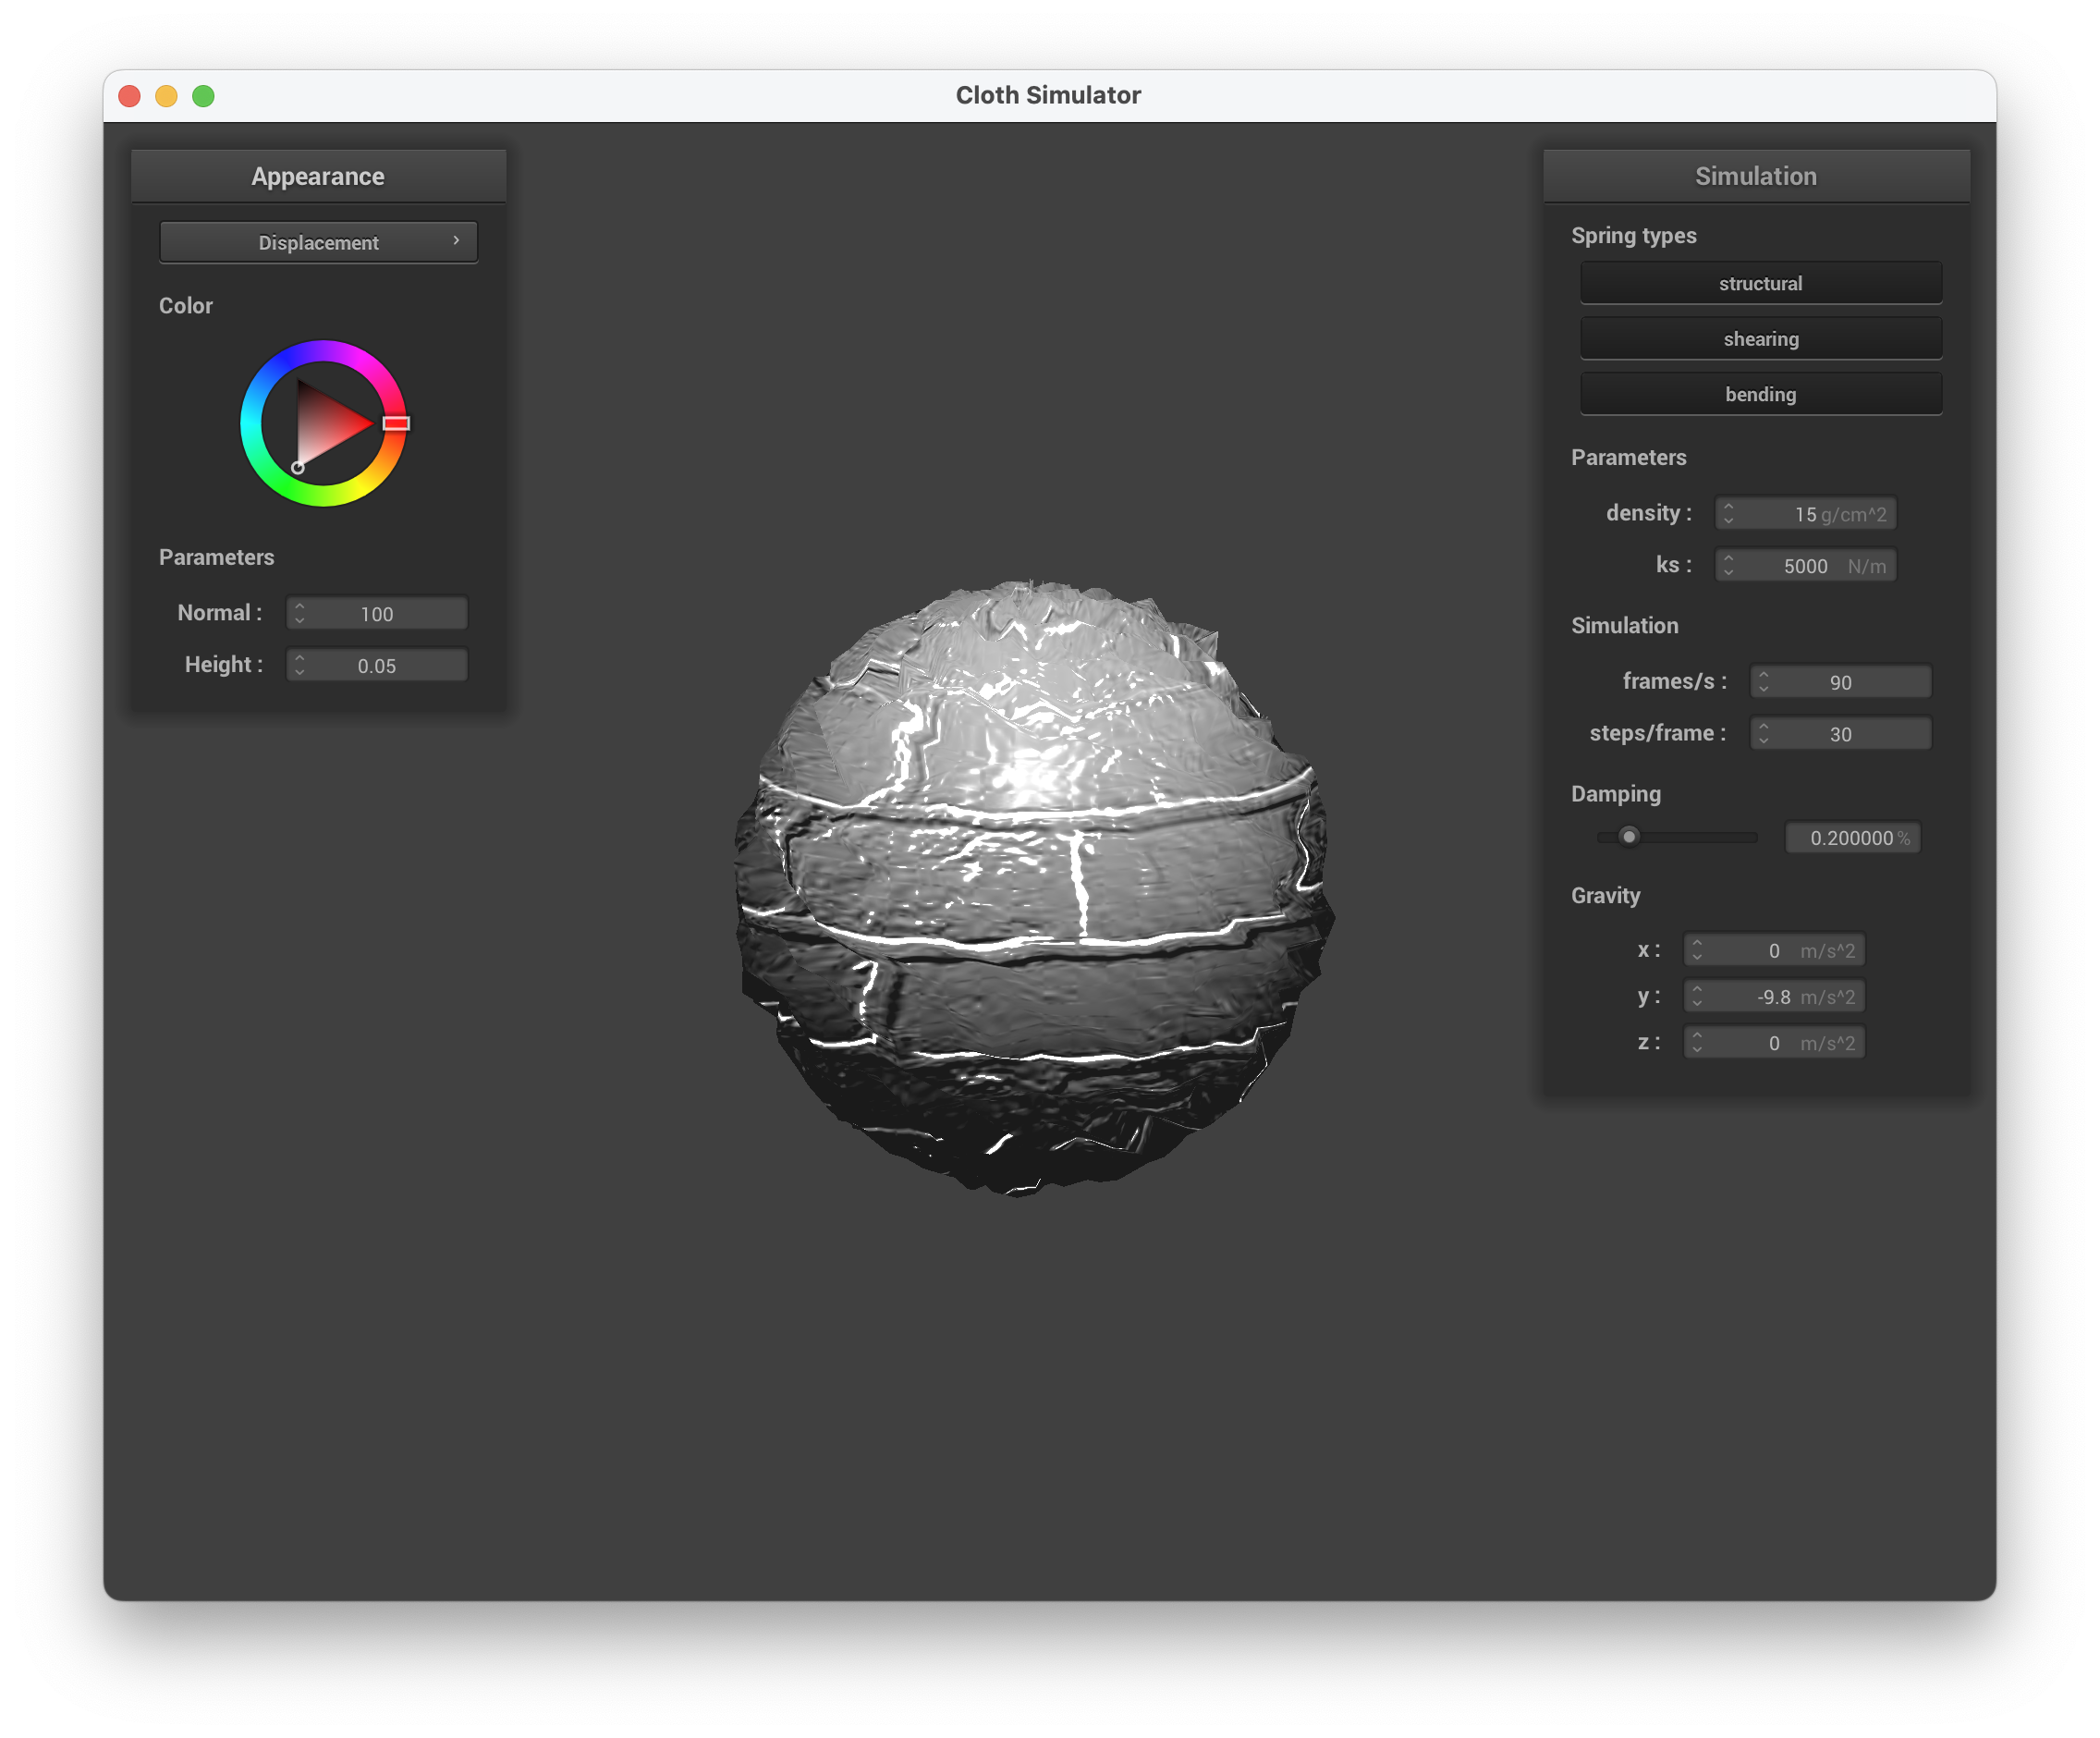 Cloth Simulator
Appearance
Displacement
Color
Parameters
Normal : 100
Height : 0.05
Simulation
Spring types
structural
shearing
bending
Parameters
density : 15 g/cm^2
ks : 5000 N/m
Simulation
frames/s : 90
steps/frame : 30
Damping
0.200000 %
Gravity
x : 0 m/s^2
y : -9.8 m/s^2
z : 0 m/s^2